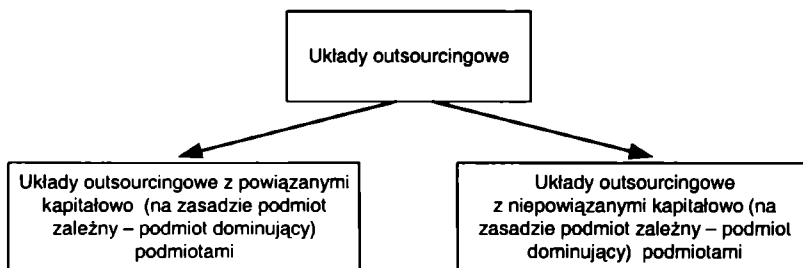 Układy outsourcingowe
Układy outsourcingowe z powiązanymi
kapitałowo (na zasadzie podmiot
zależny – podmiot dominujący)
podmiotami
Układy outsourcingowe
z niepowiązanymi kapitałowo (na
zasadzie podmiot zależny – podmiot
dominujący) podmiotami